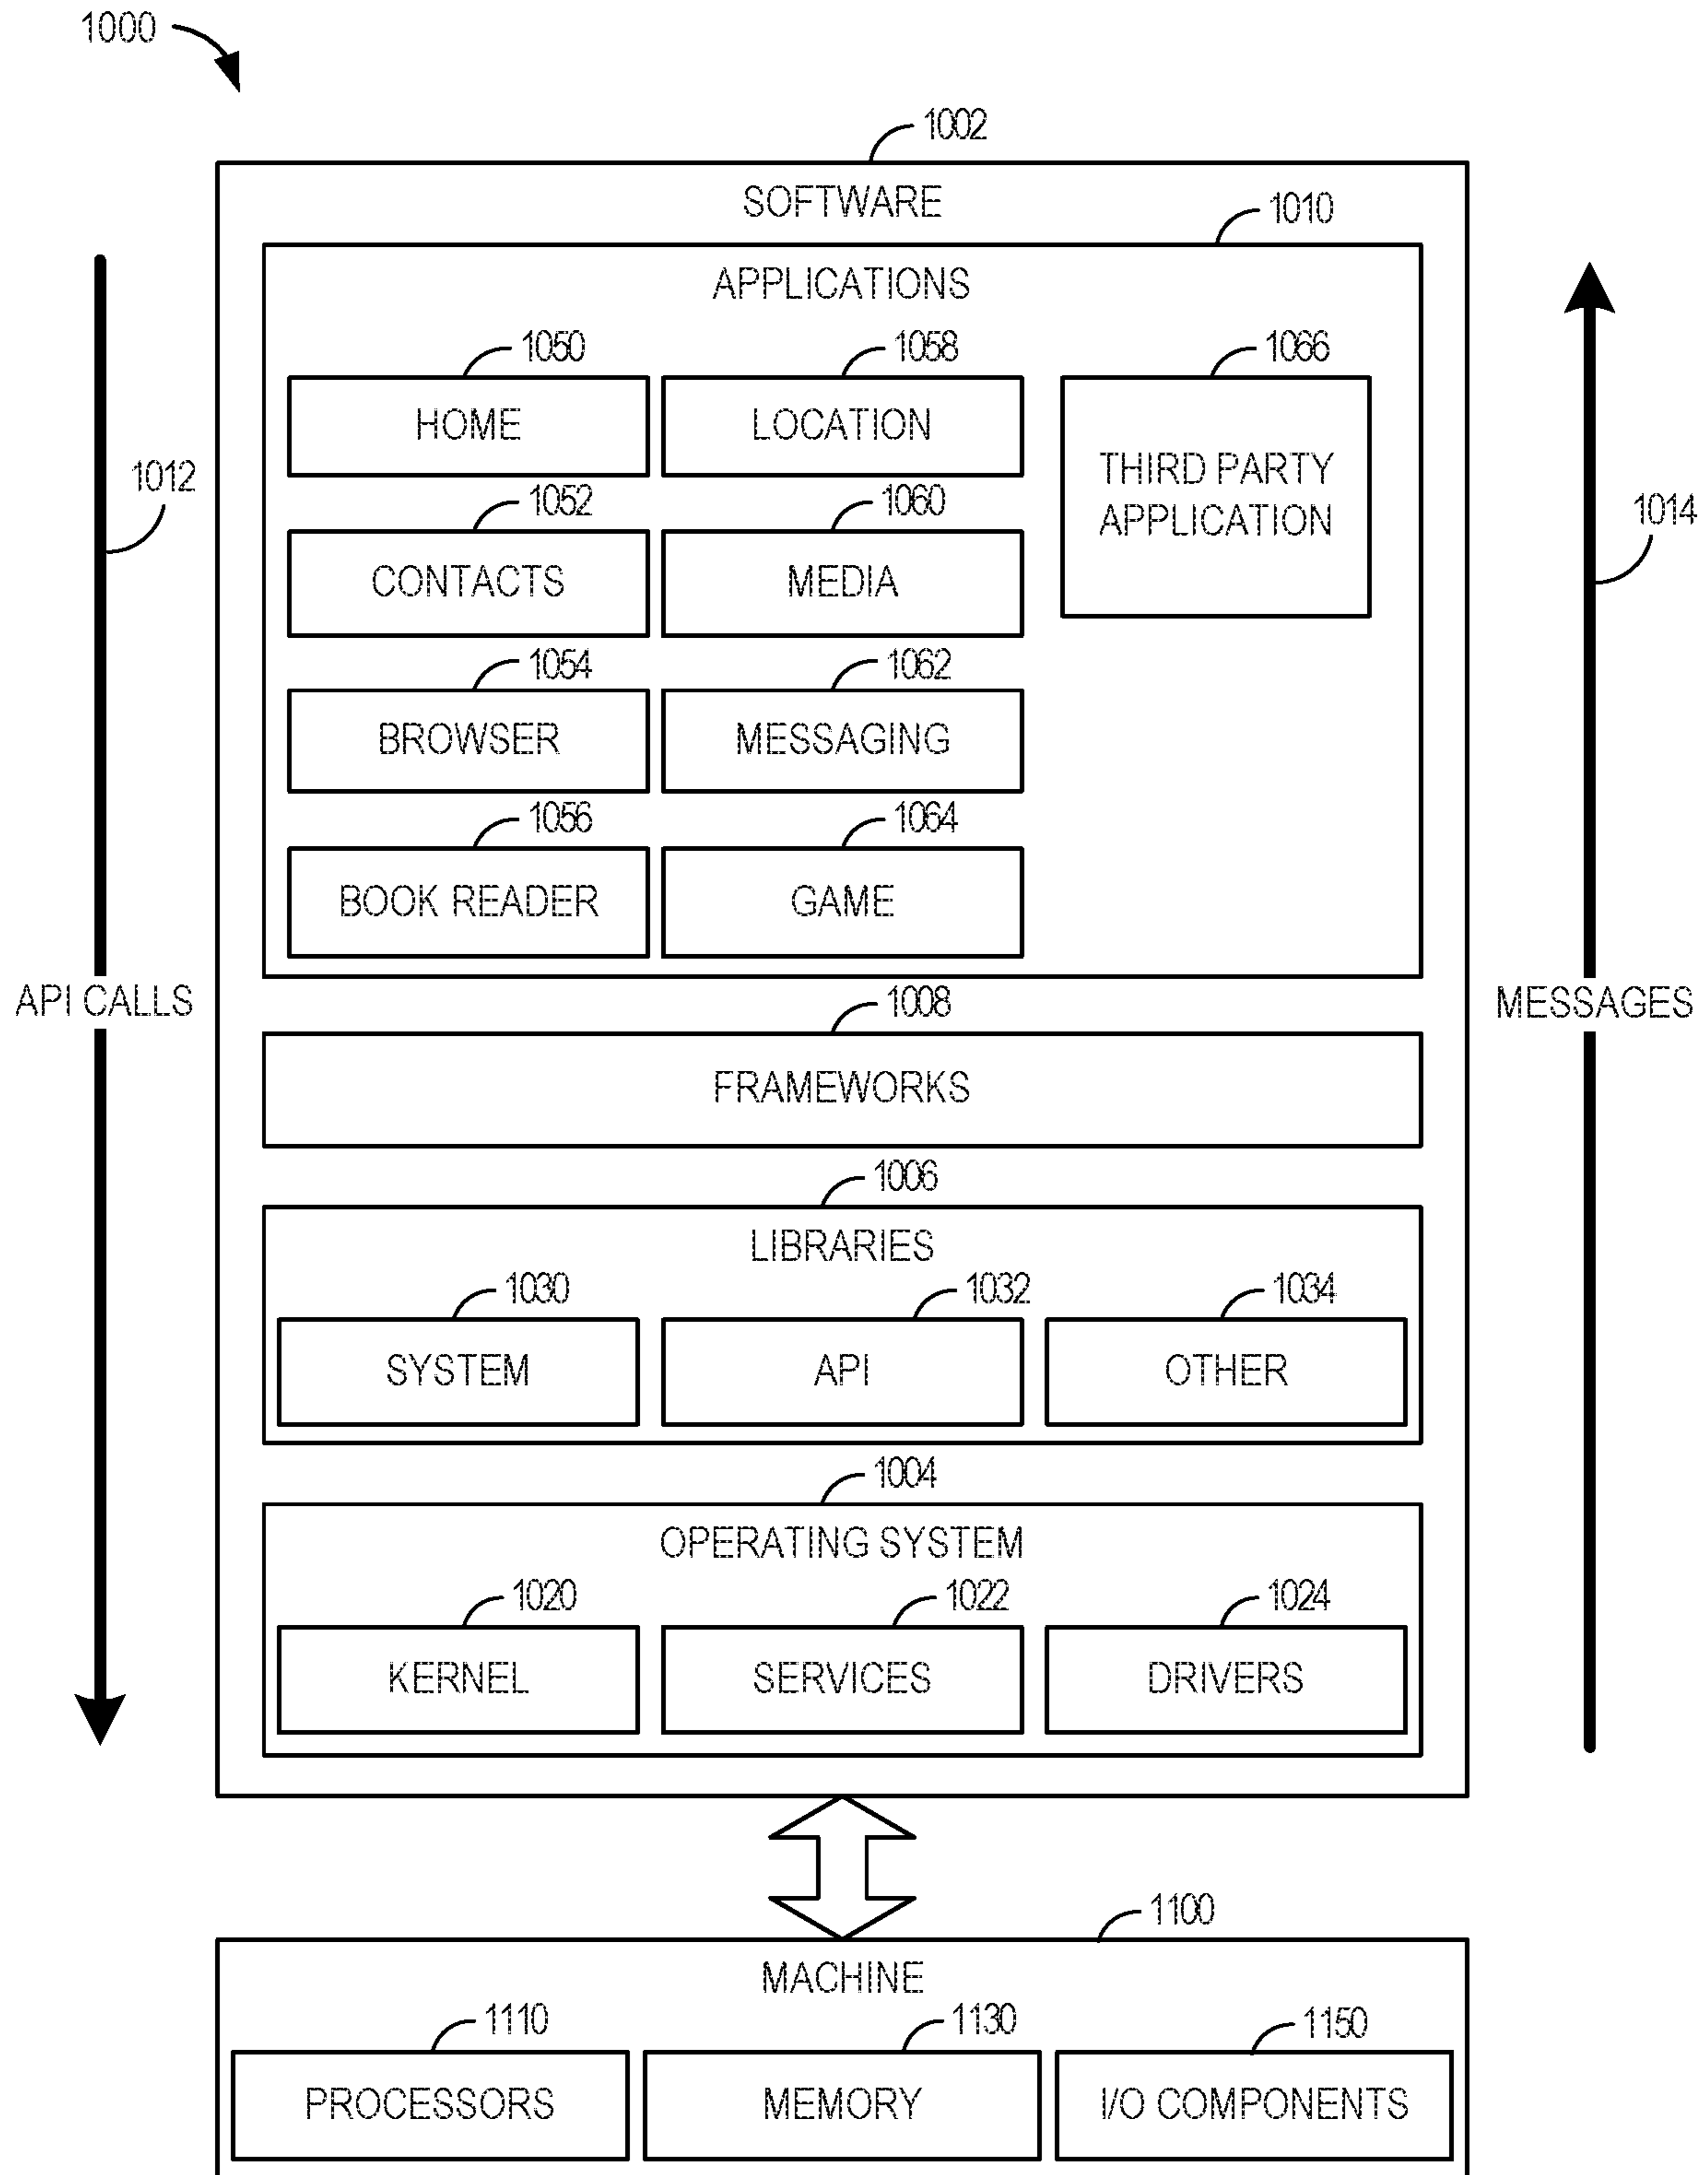 1000
1002
SOFTWARE
1010
APPLICATIONS
1050
1058
1066
HOME
LOCATION
THIRD PARTY
APPLICATION
1012
1052
1060
1014
CONTACTS
MEDIA
1054
1062
BROWSER
MESSAGING
1056
1064
BOOK READER
GAME
API CALLS
MESSAGES
1008
FRAMEWORKS
1006
LIBRARIES
1030
1032
1034
SYSTEM
API
OTHER
1004
OPERATING SYSTEM
1020
1022
1024
KERNEL
SERVICES
DRIVERS
1100
MACHINE
1110
1130
1150
PROCESSORS
MEMORY
I/O COMPONENTS